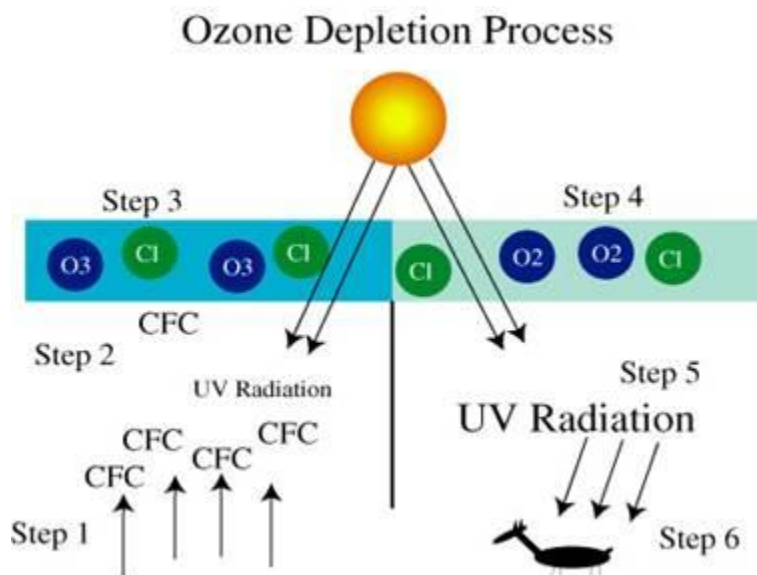 Ozone Depletion Process
Step 3
Step 4
O3
Cl
O3
Cl
Cl
O2
O2
Cl
CFC
Step 2
UV Radiation
Step 5
UV Radiation
CFC
CFC
CFC
CFC
Step 1
Step 6